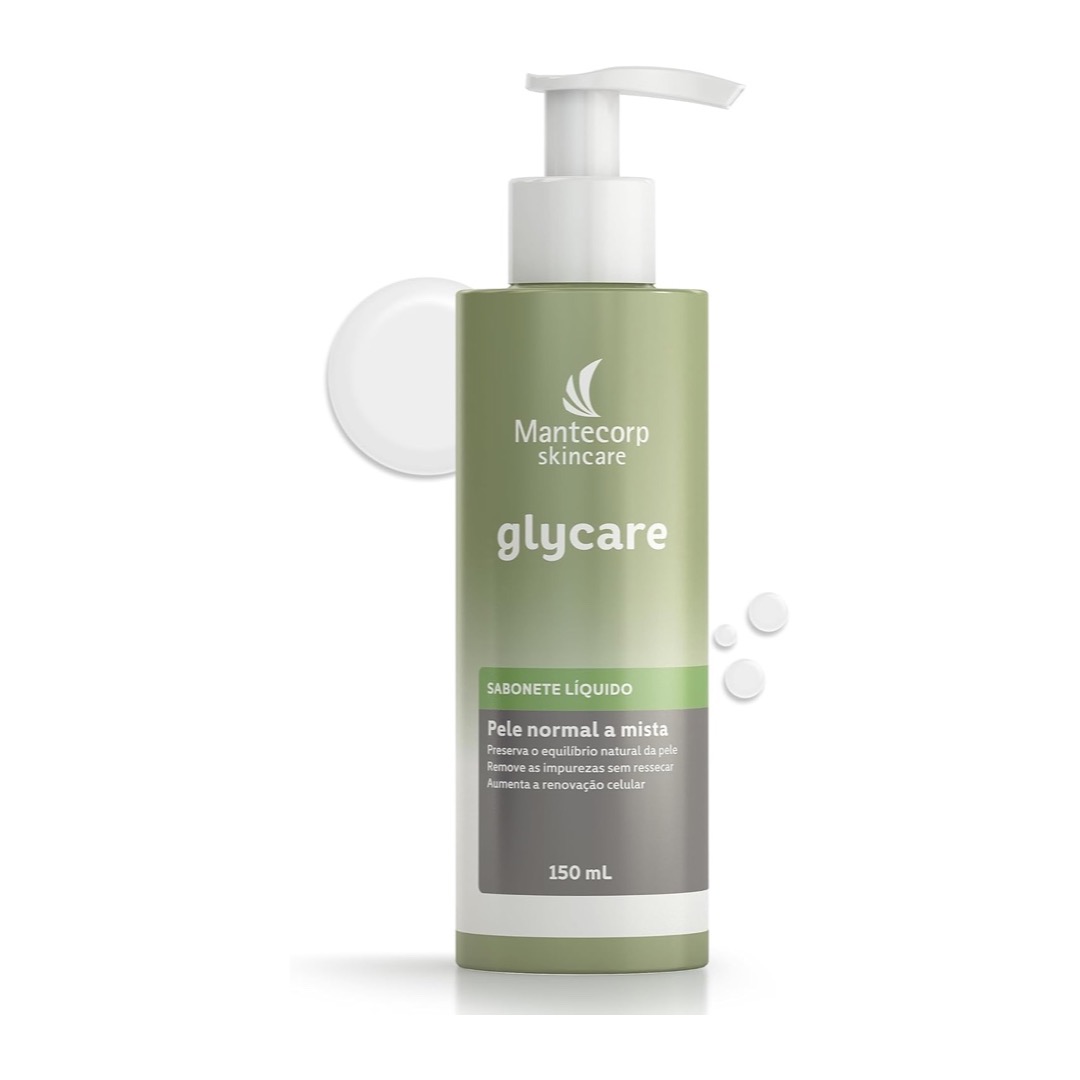 Mantecorp
skincare
glycare
SABONETE LÍQUIDO
Pele normal a mista
Preserva o equilíbrio natural da pele
Remove as impurezas sem ressecar
Aumenta a renovação celular
150 mL